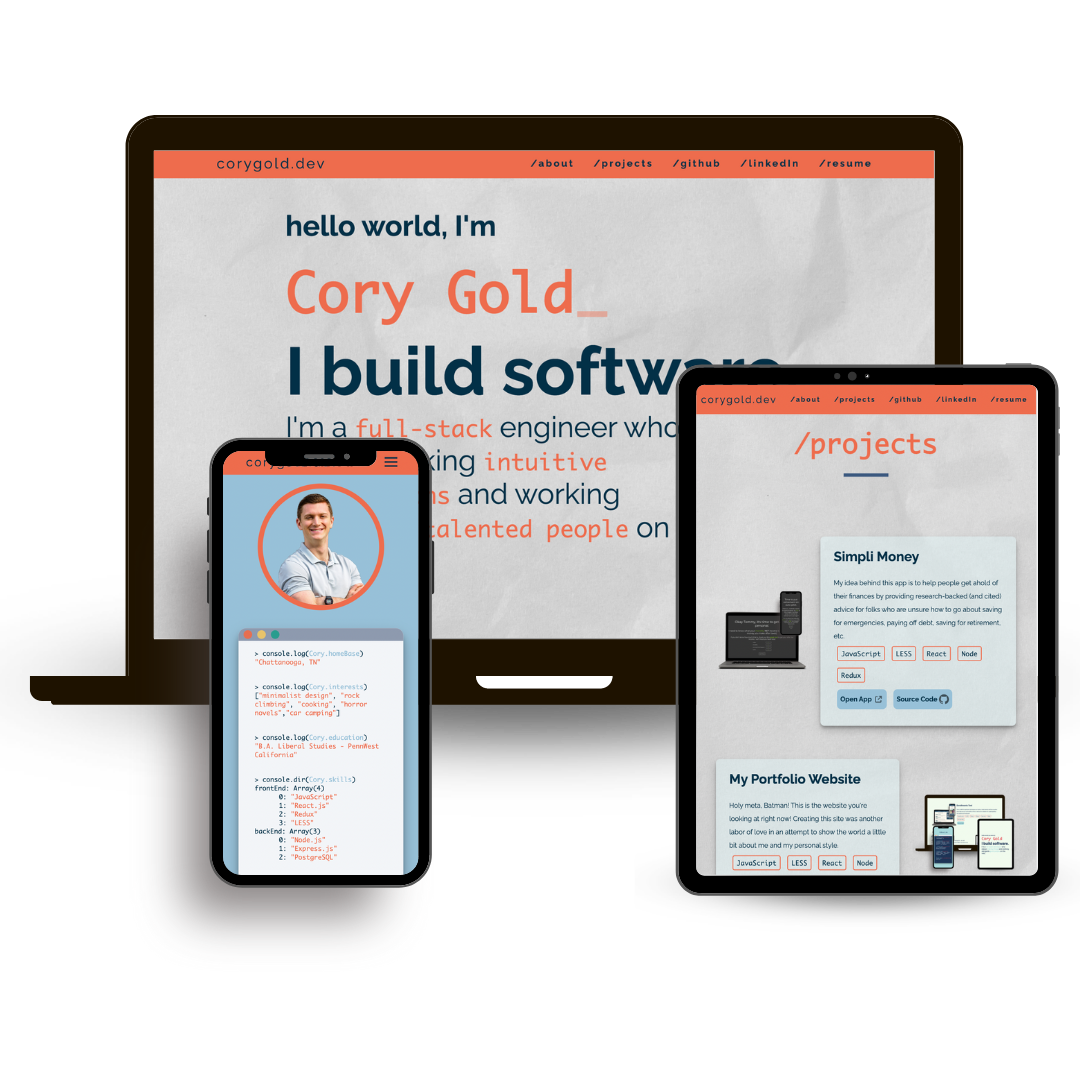 corygold.dev /about /projects /github /linkedIn /resume
hello world, I'm
Cory Gold_
I build software
I'm a full-stack engineer who
king intuitive
ns and working
talented people on
> console.log(Cory.homeBase)
"Chattanooga, TN"
> console.log(Cory.interests)
["minimalist design", "rock
climbing", "cooking", "horror
novels","car camping"]
> console.log(Cory.education)
"B.A. Liberal Studies - PennWest
California"
> console.dir(Cory.skills)
frontEnd: Array(4)
0: "JavaScript"
1: "React.js"
2: "Redux"
3: "LESS"
backEnd: Array(3)
0: "Node.js"
1: "Express.js"
2: "PostgreSQL"
corygold.dev /about /projects /github /linkedIn /resume
/projects
Simpli Money
My idea behind this app is to help people get ahold of
their finances by providing research-backed (and cited)
advice for folks who are unsure how to go about saving
for emergencies, paying off debt, saving for retirement,
etc.
JavaScript LESS React Node
Redux
Open App Source Code
My Portfolio Website
Holy meta, Batman! This is the website you're
looking at right now! Creating this site was another
labor of love in an attempt to show the world a little
bit about me and my personal style.
JavaScript LESS React Node
Cory Gold
I build software.